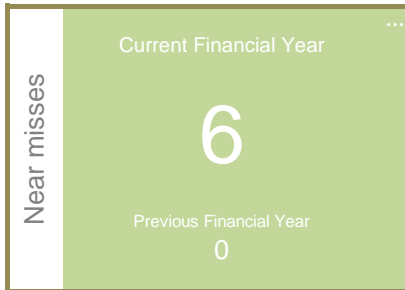 ...
Near misses
Current Financial Year
6
Previous Financial Year
0